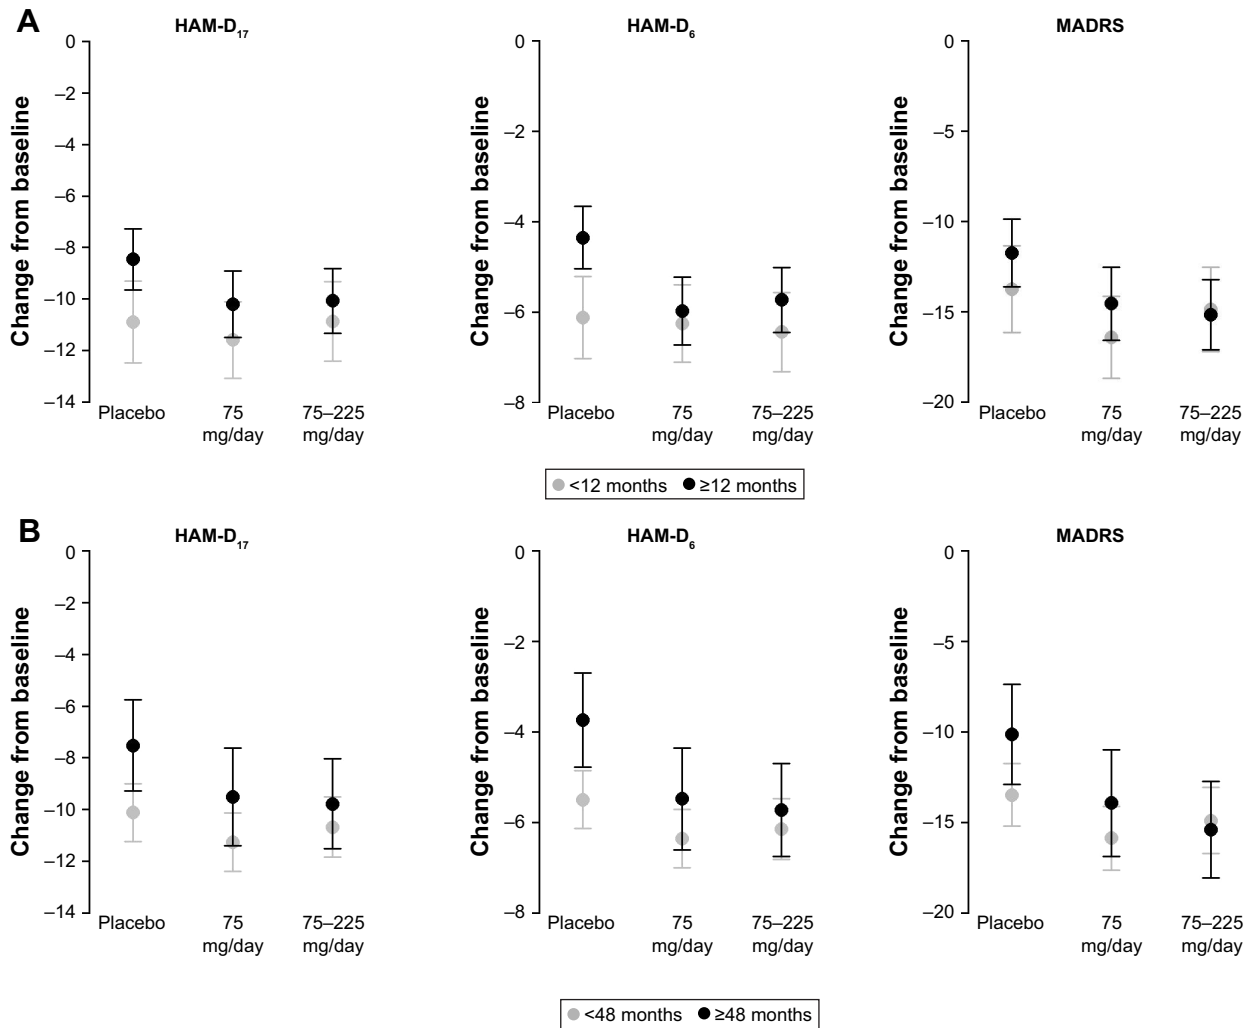 A
HAM-D17
HAM-D6
MADRS
Change from baseline
0
–2
–4
–6
–8
–10
–12
–14
Placebo
75
mg/day
75–225
mg/day
Change from baseline
0
–2
–4
–6
–8
Placebo
75
mg/day
75–225
mg/day
Change from baseline
0
–5
–10
–15
–20
Placebo
75
mg/day
75–225
mg/day
<12 months ≥12 months
B
HAM-D17
HAM-D6
MADRS
Change from baseline
0
–2
–4
–6
–8
–10
–12
–14
Placebo
75
mg/day
75–225
mg/day
Change from baseline
0
–2
–4
–6
–8
Placebo
75
mg/day
75–225
mg/day
Change from baseline
0
–5
–10
–15
–20
Placebo
75
mg/day
75–225
mg/day
<48 months ≥48 months